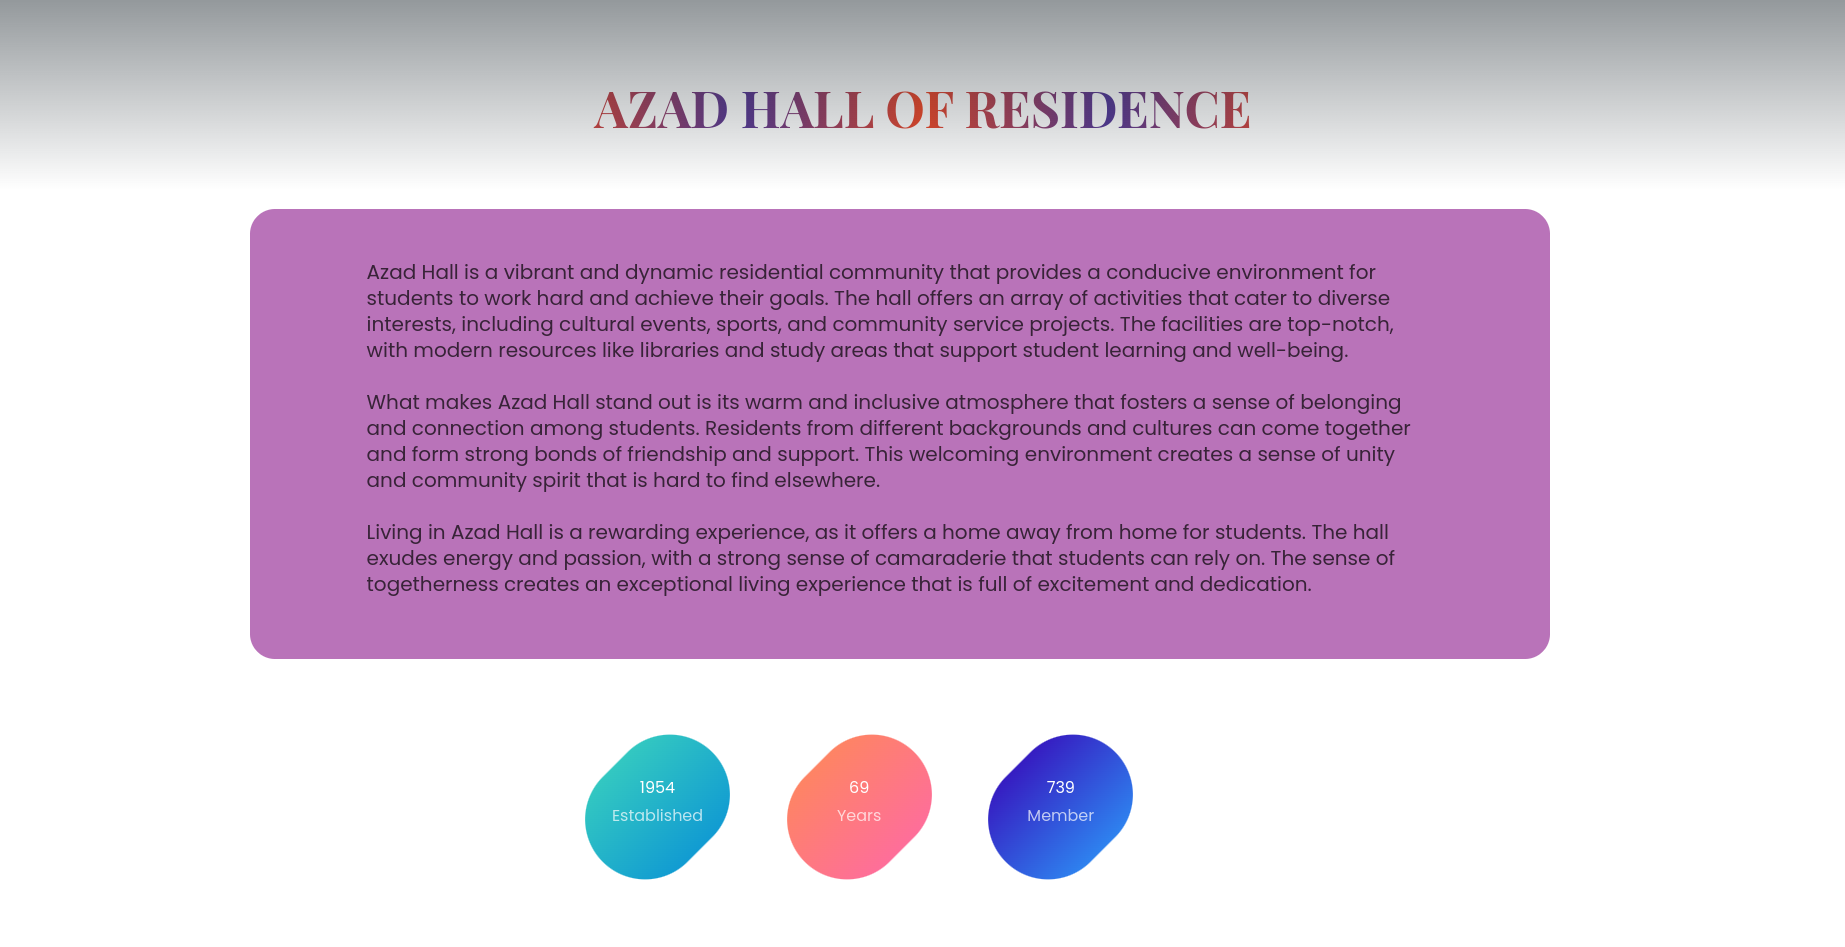 AZAD HALL OF RESIDENCE
Azad Hall is a vibrant and dynamic residential community that provides a conducive environment for
students to work hard and achieve their goals. The hall offers an array of activities that cater to diverse
interests, including cultural events, sports, and community service projects. The facilities are top-notch,
with modern resources like libraries and study areas that support student learning and well-being.
What makes Azad Hall stand out is its warm and inclusive atmosphere that fosters a sense of belonging
and connection among students. Residents from different backgrounds and cultures can come together
and form strong bonds of friendship and support. This welcoming environment creates a sense of unity
and community spirit that is hard to find elsewhere.
Living in Azad Hall is a rewarding experience, as it offers a home away from home for students. The hall
exudes energy and passion, with a strong sense of camaraderie that students can rely on. The sense of
togetherness creates an exceptional living experience that is full of excitement and dedication.
1954
Established
69
Years
739
Member